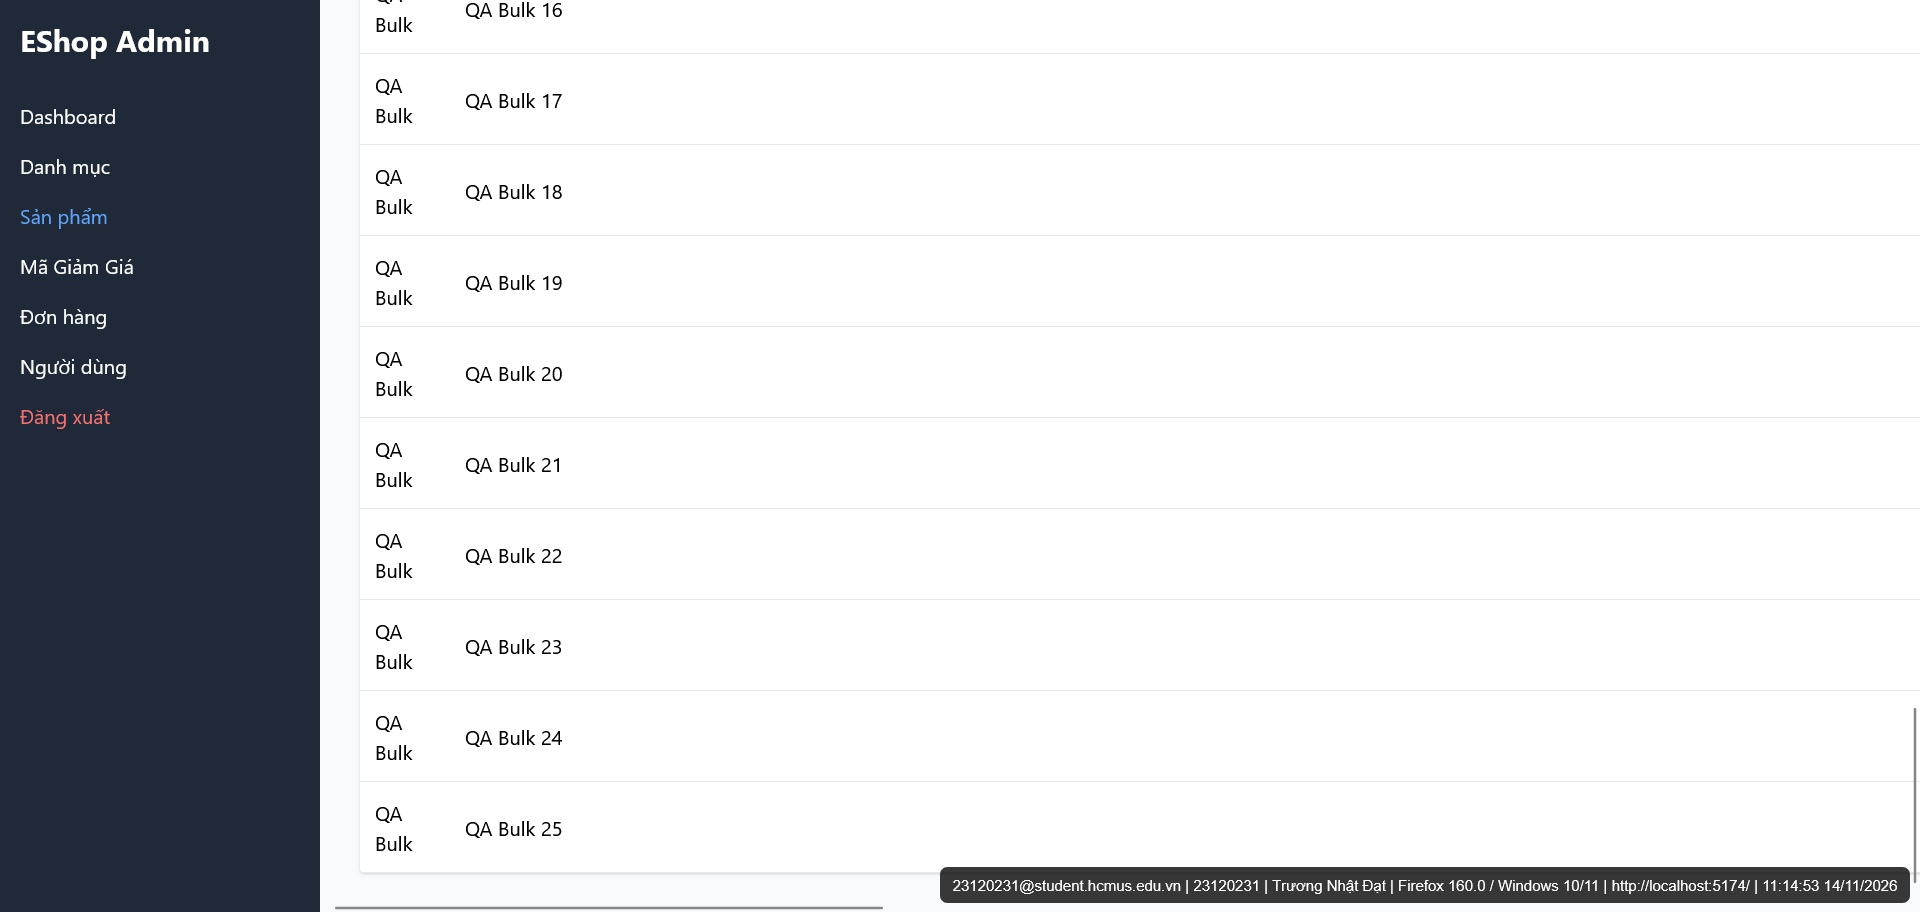 EShop Admin
Dashboard
Danh mục
Sản phẩm
Mã Giảm Giá
Đơn hàng
Người dùng
Đăng xuất
Bulk
QA Bulk 16
QA
Bulk
QA Bulk 17
QA
Bulk
QA Bulk 18
QA
Bulk
QA Bulk 19
QA
Bulk
QA Bulk 20
QA
Bulk
QA Bulk 21
QA
Bulk
QA Bulk 22
QA
Bulk
QA Bulk 23
QA
Bulk
QA Bulk 24
QA
Bulk
QA Bulk 25
23120231@student.hcmus.edu.vn | 23120231 | Trương Nhật Đạt | Firefox 160.0 / Windows 10/11 | http://localhost:5174/ | 11:14:53 14/11/2026